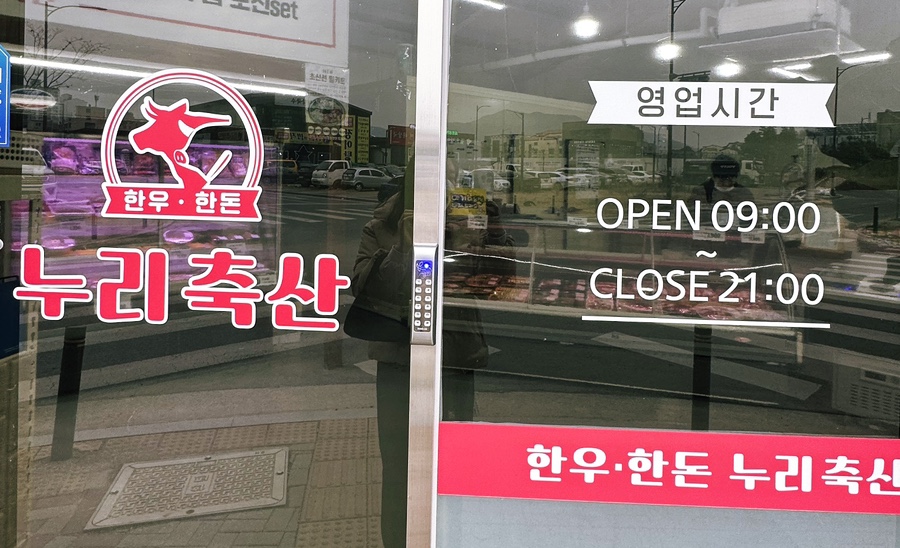 set
한우·한돈
누리축산
영업시간
OPEN 09:00
~
CLOSE 21:00
한우·한돈 누리축산